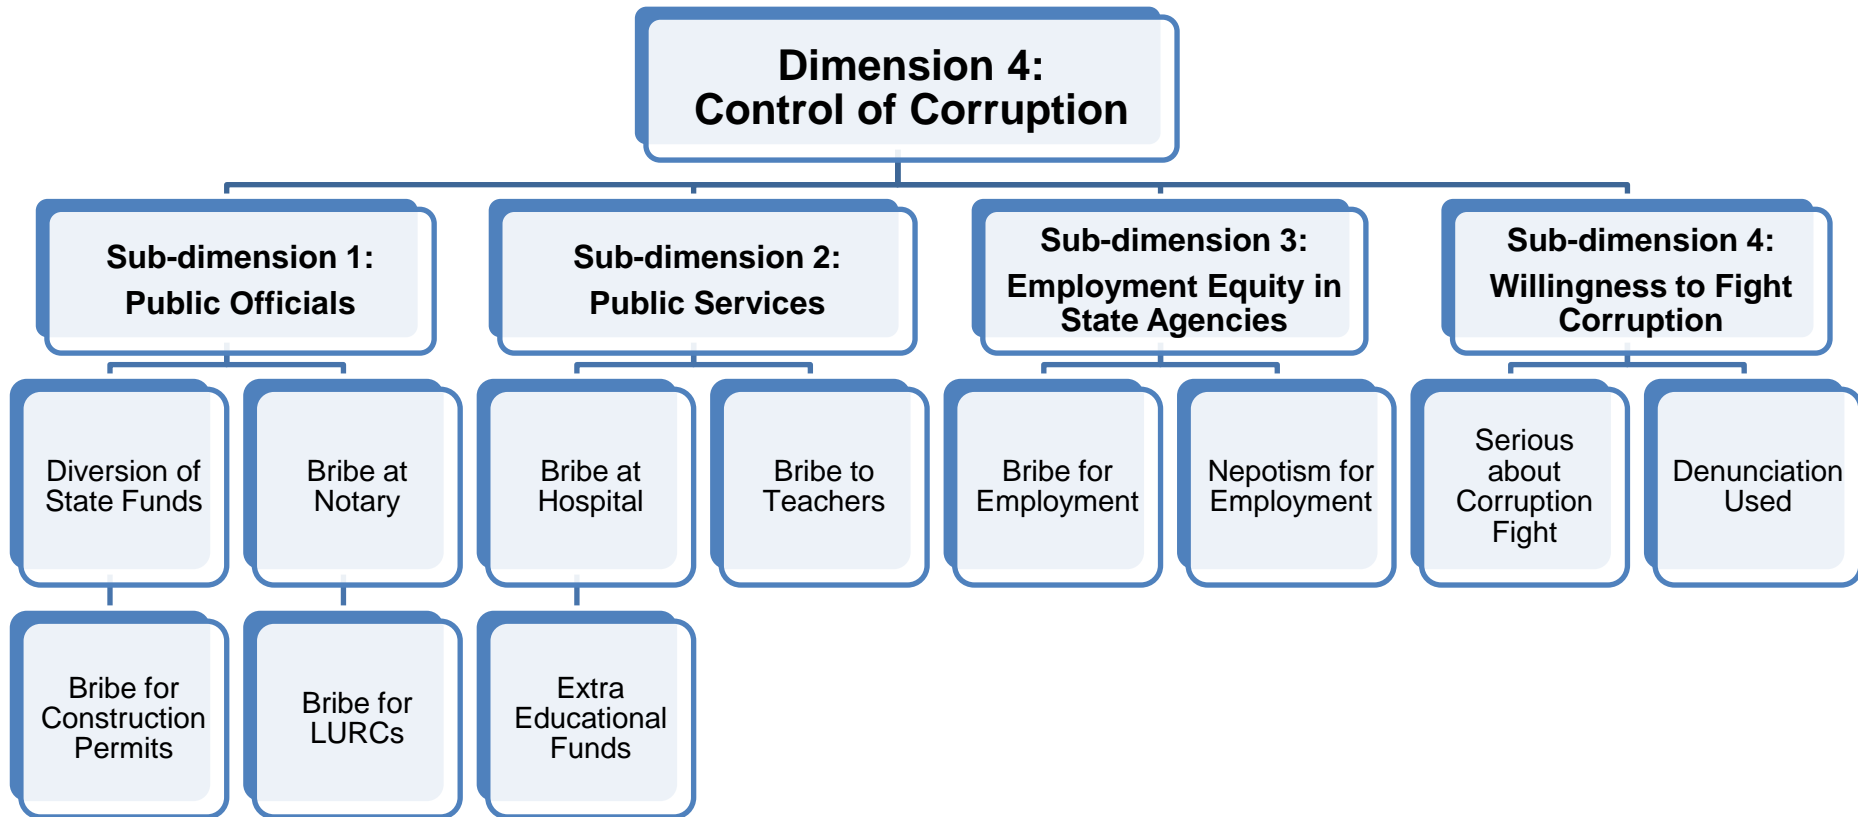 Dimension 4:
Control of Corruption
Sub-dimension 1:
Public Officials
Sub-dimension 2:
Public Services
Sub-dimension 3:
Employment Equity in
State Agencies
Sub-dimension 4:
Willingness to Fight
Corruption
Diversion of
State Funds
Bribe at
Notary
Bribe at
Hospital
Bribe to
Teachers
Bribe for
Employment
Nepotism for
Employment
Serious
about
Corruption
Fight
Denunciation
Used
Bribe for
Construction
Permits
Bribe for
LURCs
Extra
Educational
Funds